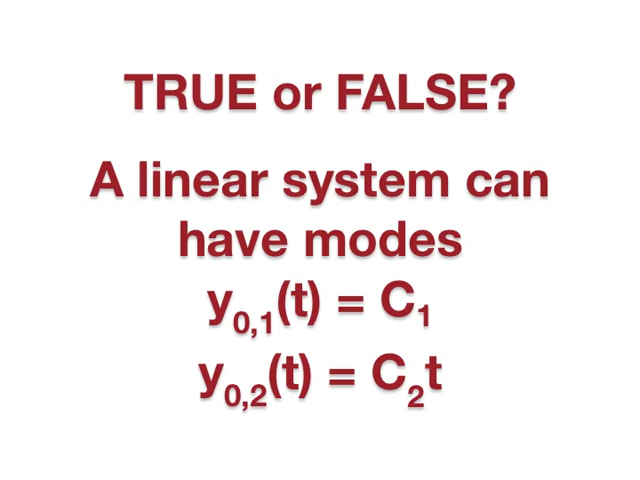 TRUE or FALSE?
A linear system can
have modes
y₀,₁(t) = C₁
y₀,₂(t) = C₂t